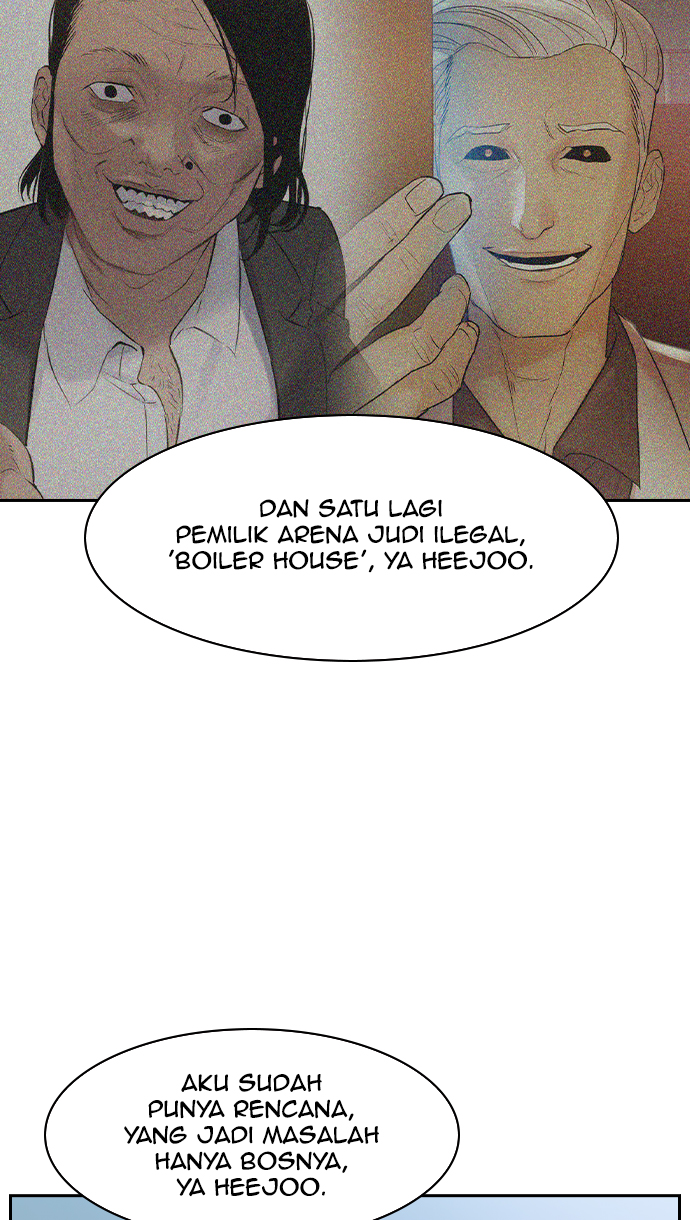 DAN SATU LAGI
PEMILIK ARENA JUDI ILEGAL,
'BOILER HOUSE', YA HEEJOO.
AKU SUDAH
PUNYA RENCANA,
YANG JADI MASALAH
HANYA BOSNYA,
YA HEEJOO.